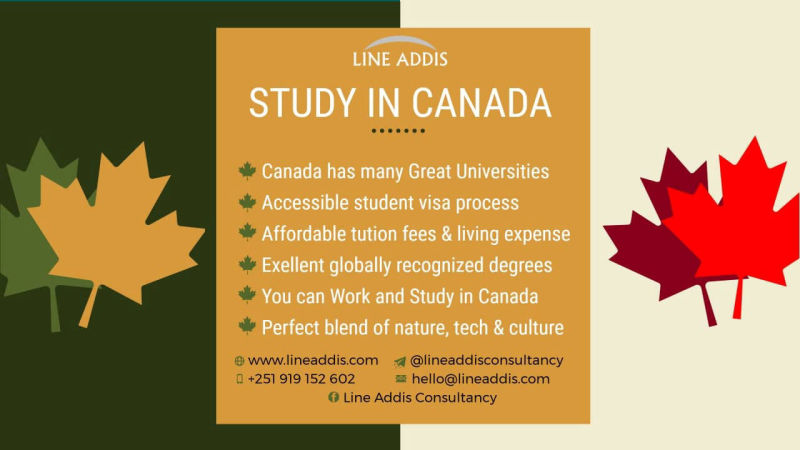 LINE ADDIS
STUDY IN CANADA
Canada has many Great Universities
Accessible student visa process
Affordable tution fees & living expense
Exellent globally recognized degrees
You can Work and Study in Canada
Perfect blend of nature, tech & culture
www.lineaddis.com @lineaddisconsultancy
+251 919 152 602 hello@lineaddis.com
Line Addis Consultancy